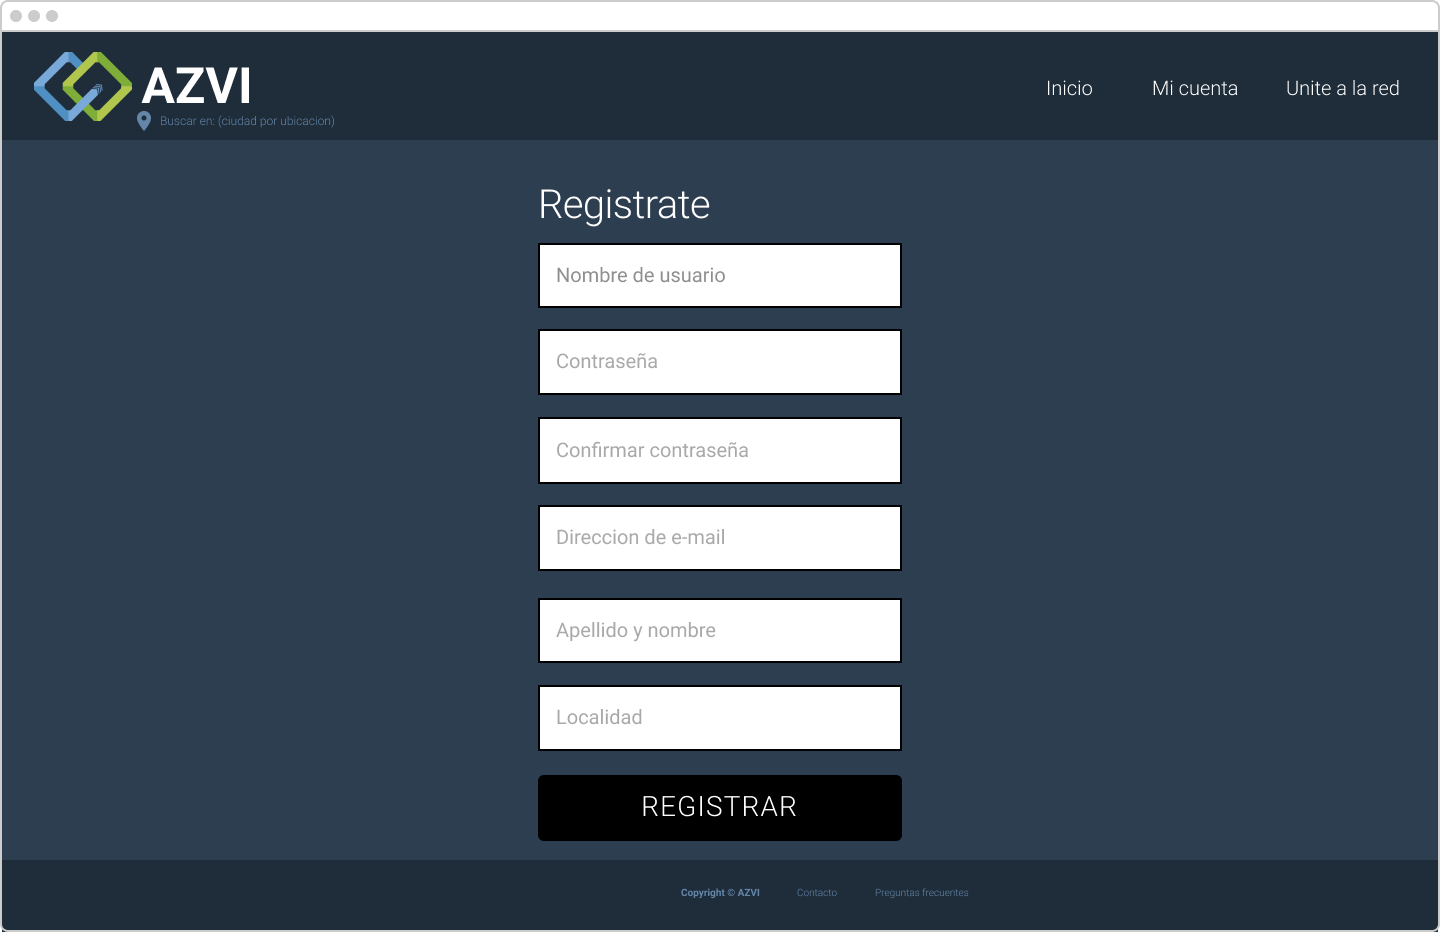 AZVI
Buscar en: (ciudad por ubicacion)
Inicio
Mi cuenta
Unite a la red
Registrate
Nombre de usuario
Contraseña
Confirmar contraseña
Direccion de e-mail
Apellido y nombre
Localidad
REGISTRAR
Copyright © AZVI
Contacto
Preguntas frecuentes